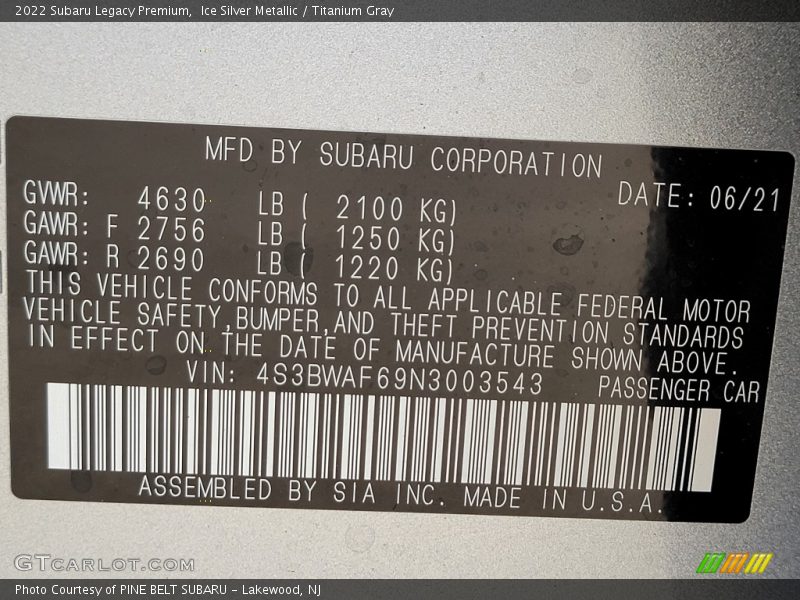 2022 Subaru Legacy Premium,  Ice Silver Metallic / Titanium Gray
MFD BY SUBARU CORPORATION
GVWR: 4630 LB ( 2100 KG) DATE: 06/21
GAWR: F 2756 LB ( 1250 KG)
GAWR: R 2690 LB ( 1220 KG)
THIS VEHICLE CONFORMS TO ALL APPLICABLE FEDERAL MOTOR
VEHICLE SAFETY,BUMPER,AND THEFT PREVENTION STANDARDS
IN EFFECT ON THE DATE OF MANUFACTURE SHOWN ABOVE.
VIN: 4S3BWAF69N3003543 PASSENGER CAR
ASSEMBLED BY SIA INC. MADE IN U.S.A.
GTCARLOT.COM
Photo Courtesy of PINE BELT SUBARU - Lakewood, NJ